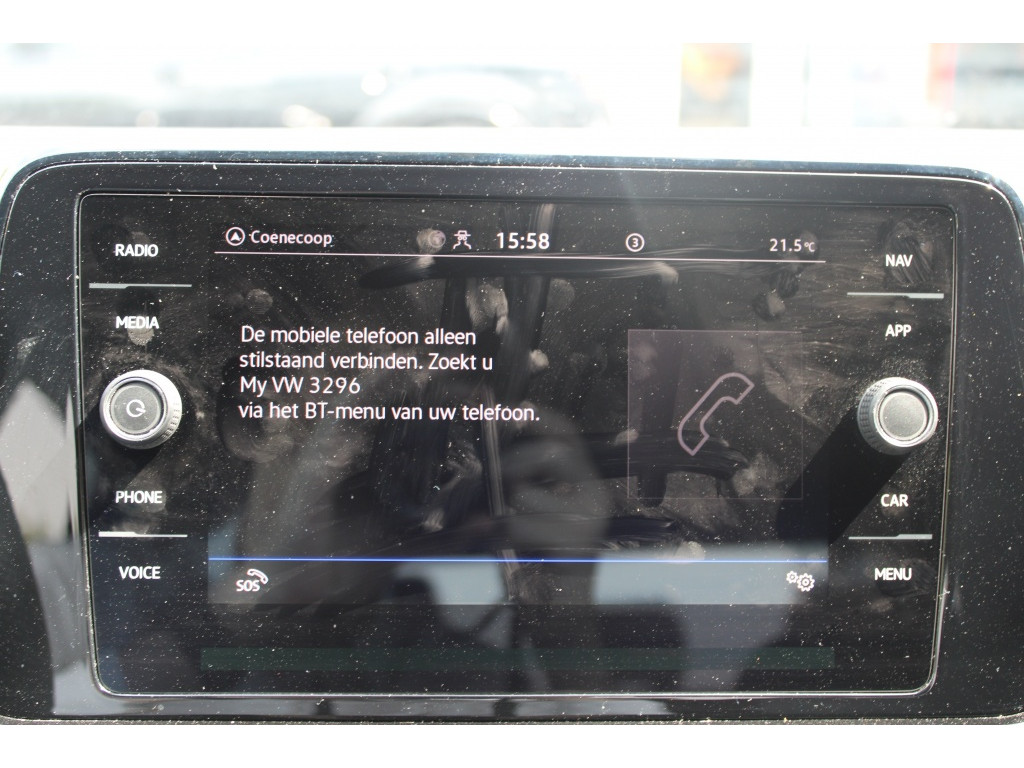 Coenecoop
15:58
3
21.5°C
RADIO
MEDIA
PHONE
VOICE
De mobiele telefoon alleen
stilstaand verbinden. Zoekt u
My VW 3296
via het BT-menu van uw telefoon.
SOS
NAV
APP
CAR
MENU